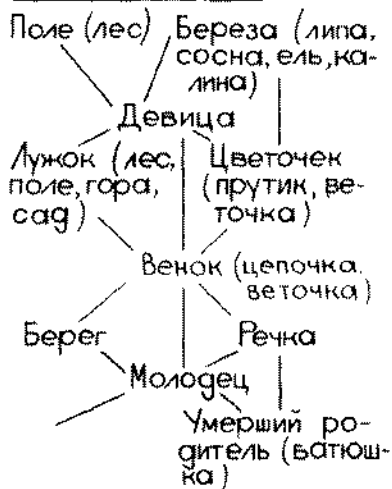 Поле (лес) Береза (липа,
сосна, ель, ка-
лина)
Девица
Лужок (лес, Цветочек
поле, гора, (прутик, ве-
сад) точка)
Венок (цепочка,
веточка)
Берег Речка
Молодец
Умерший ро-
дитель (батюш-
ка)